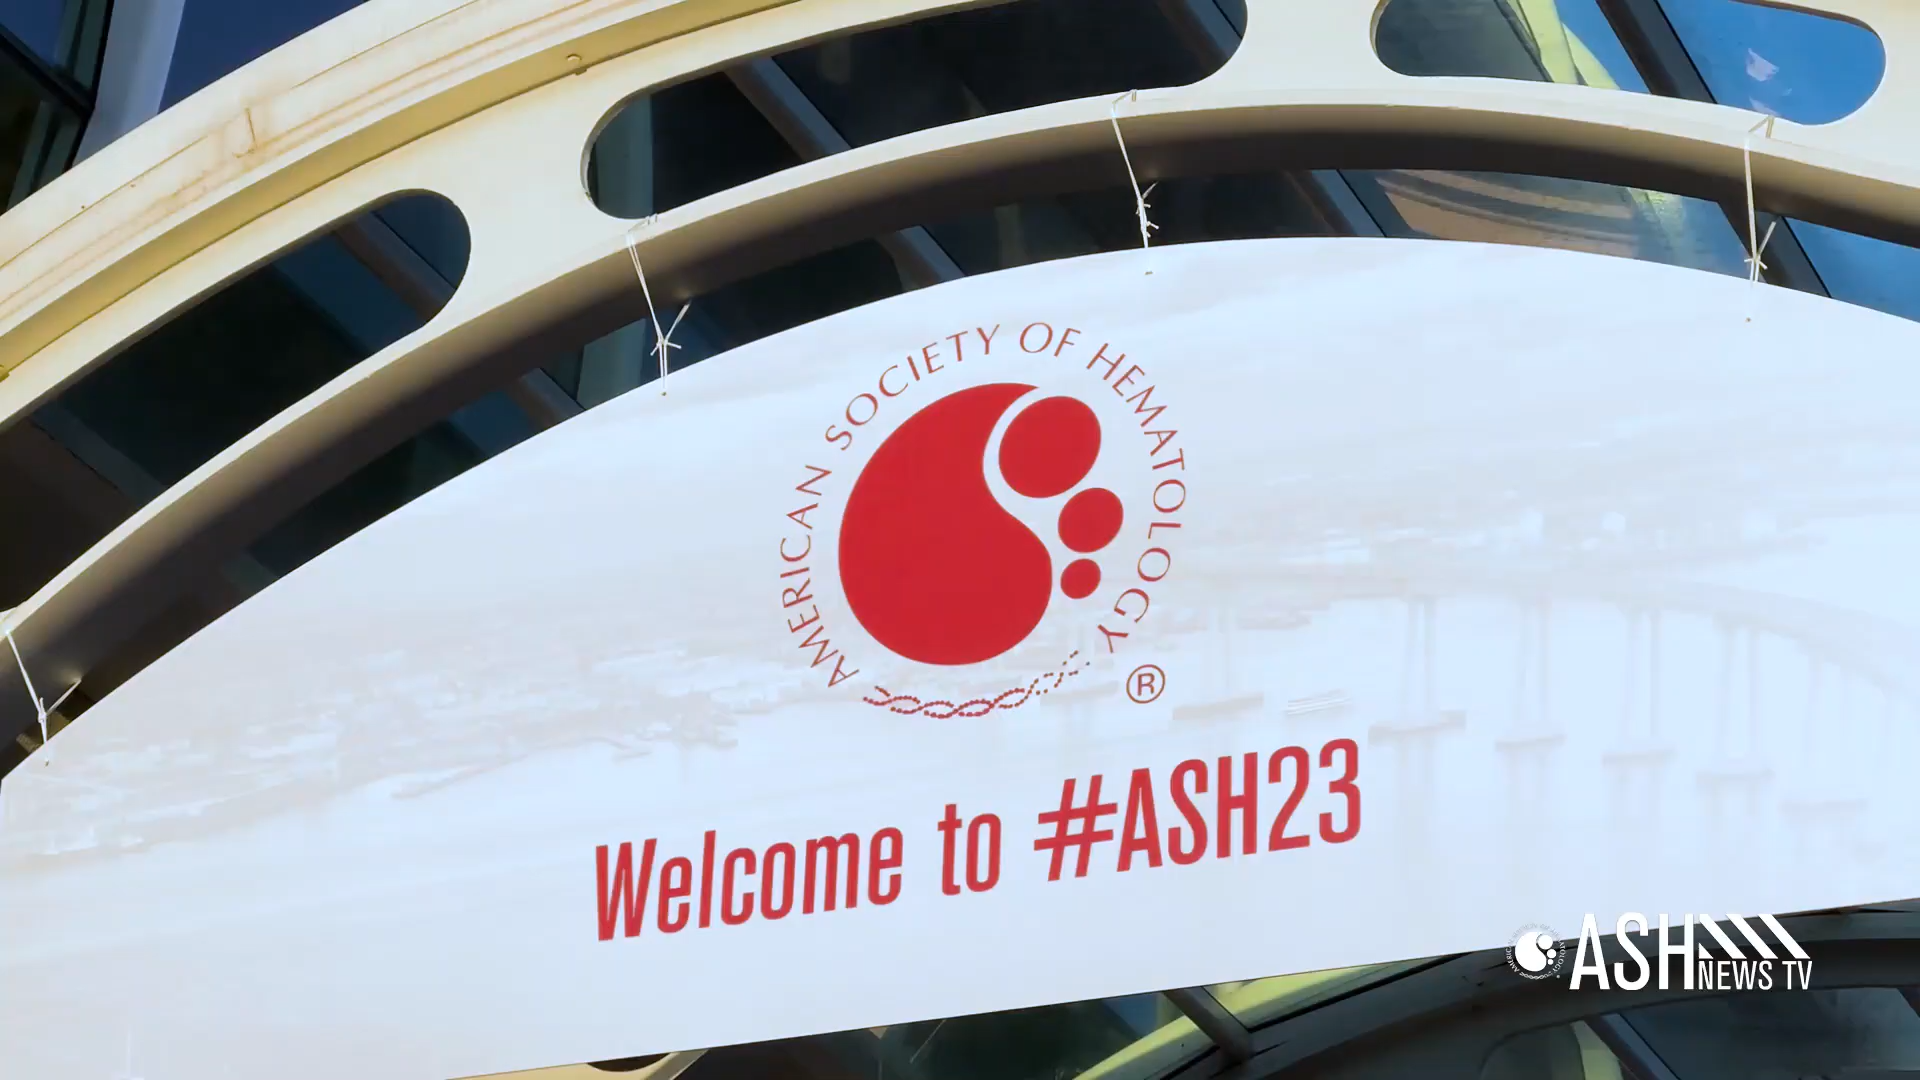 AMERICAN SOCIETY OF HEMATOLOGY
®
Welcome to #ASH23
ASH
NEWS TV